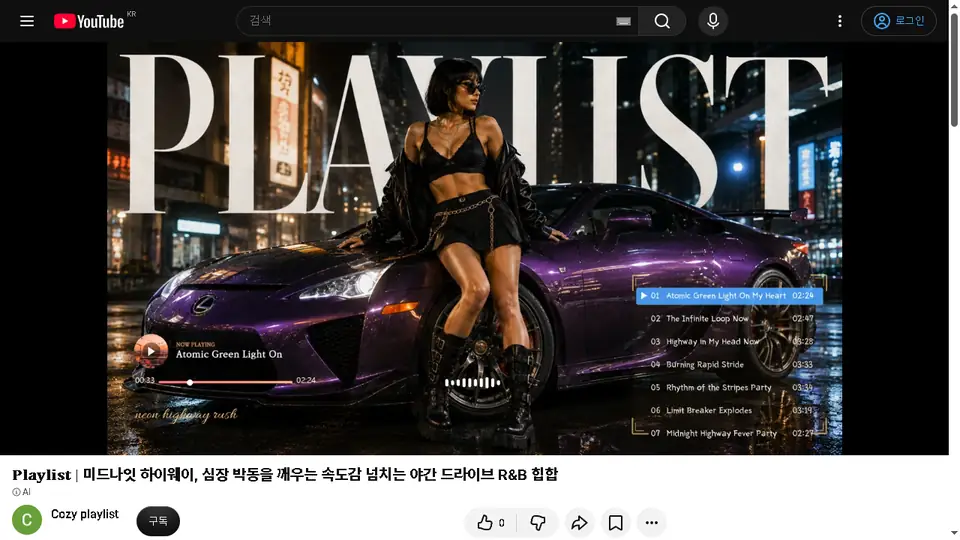 YouTube KR
검색
로그인
PLAYLIST
01 Atomic Green Light On My Heart 02:24
02 The Infinite Loop Now 02:47
03 Highway in My Head Now 03:28
04 Burning Rapid Stride 03:33
05 Rhythm of the Stripes Party 03:34
06 Limit Breaker Explodes 03:19
07 Midnight Highway Fever Party 02:27
NOW PLAYING
Atomic Green Light On
00:33 02:24
neon highway rush
Playlist | 미드나잇 하이웨이, 심장 박동을 깨우는 속도감 넘치는 야간 드라이브 R&B 힙합
AI
C Cozy playlist 구독 0